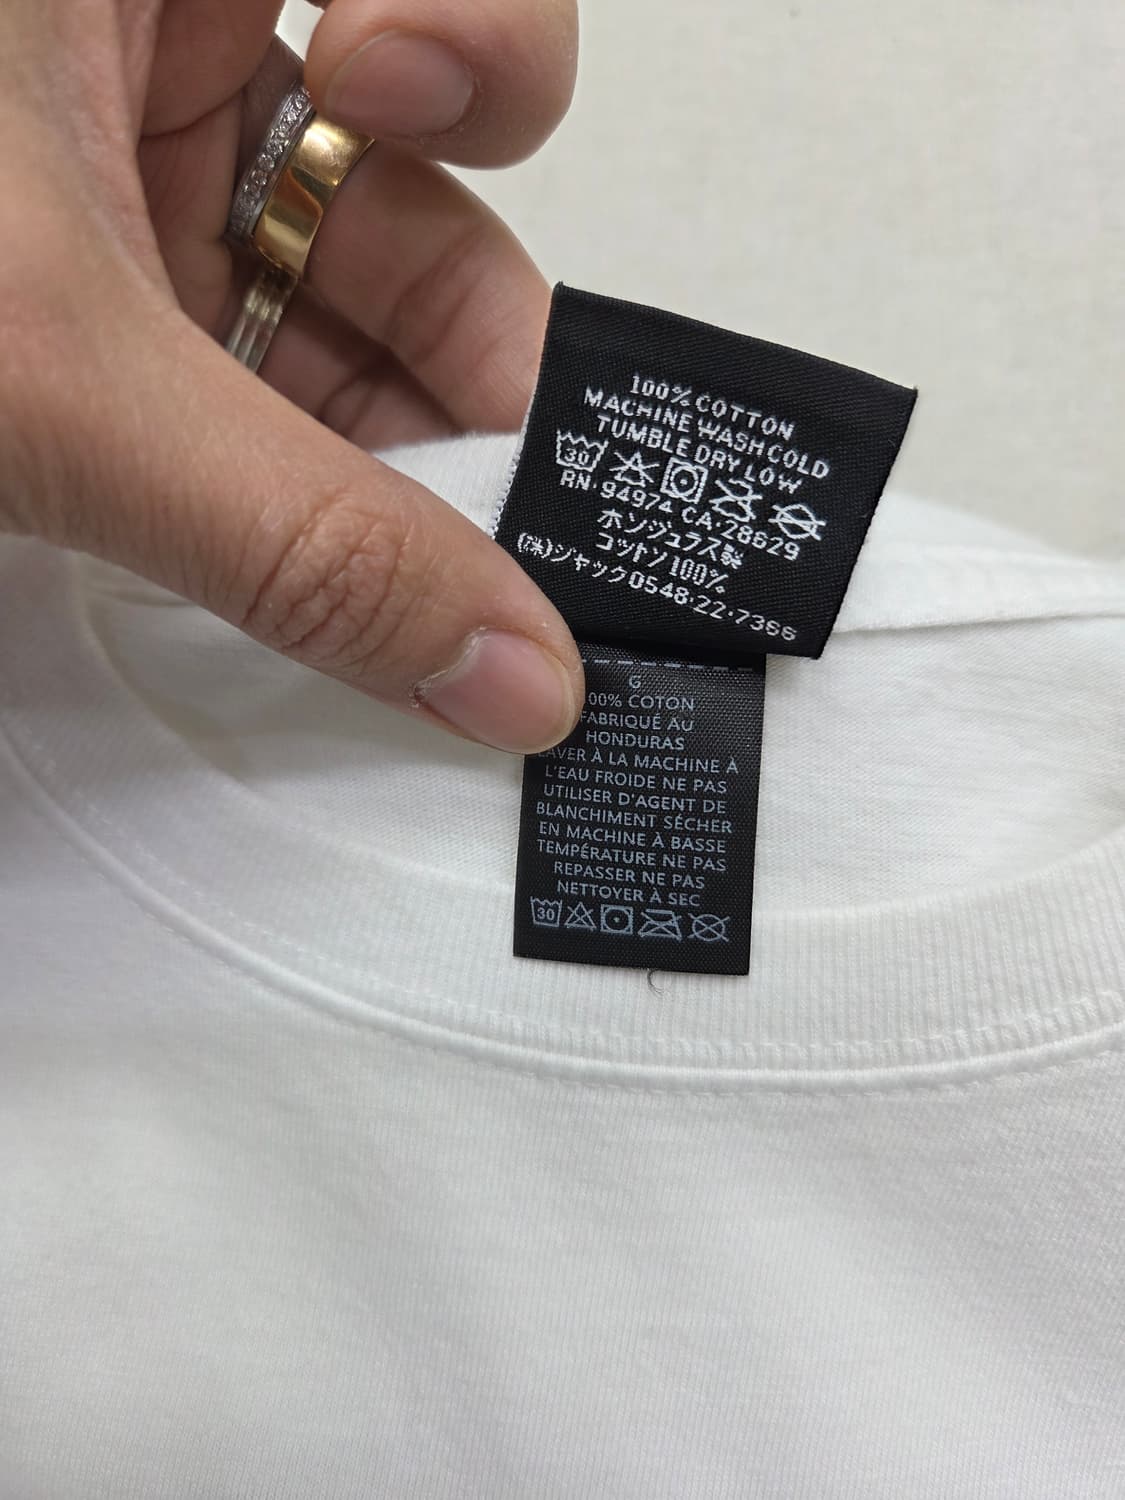 100% COTTON
MACHINE WASH COLD
TUMBLE DRY LOW
30
RN·94974 CA·28629
ホンジュラス製
コットン 100%
(株)ジャック0548·22·7366
G
00% COTON
FABRIQUÉ AU
HONDURAS
LAVER À LA MACHINE À
L'EAU FROIDE NE PAS
UTILISER D'AGENT DE
BLANCHIMENT SÉCHER
EN MACHINE À BASSE
TEMPÉRATURE NE PAS
REPASSER NE PAS
NETTOYER À SEC
30